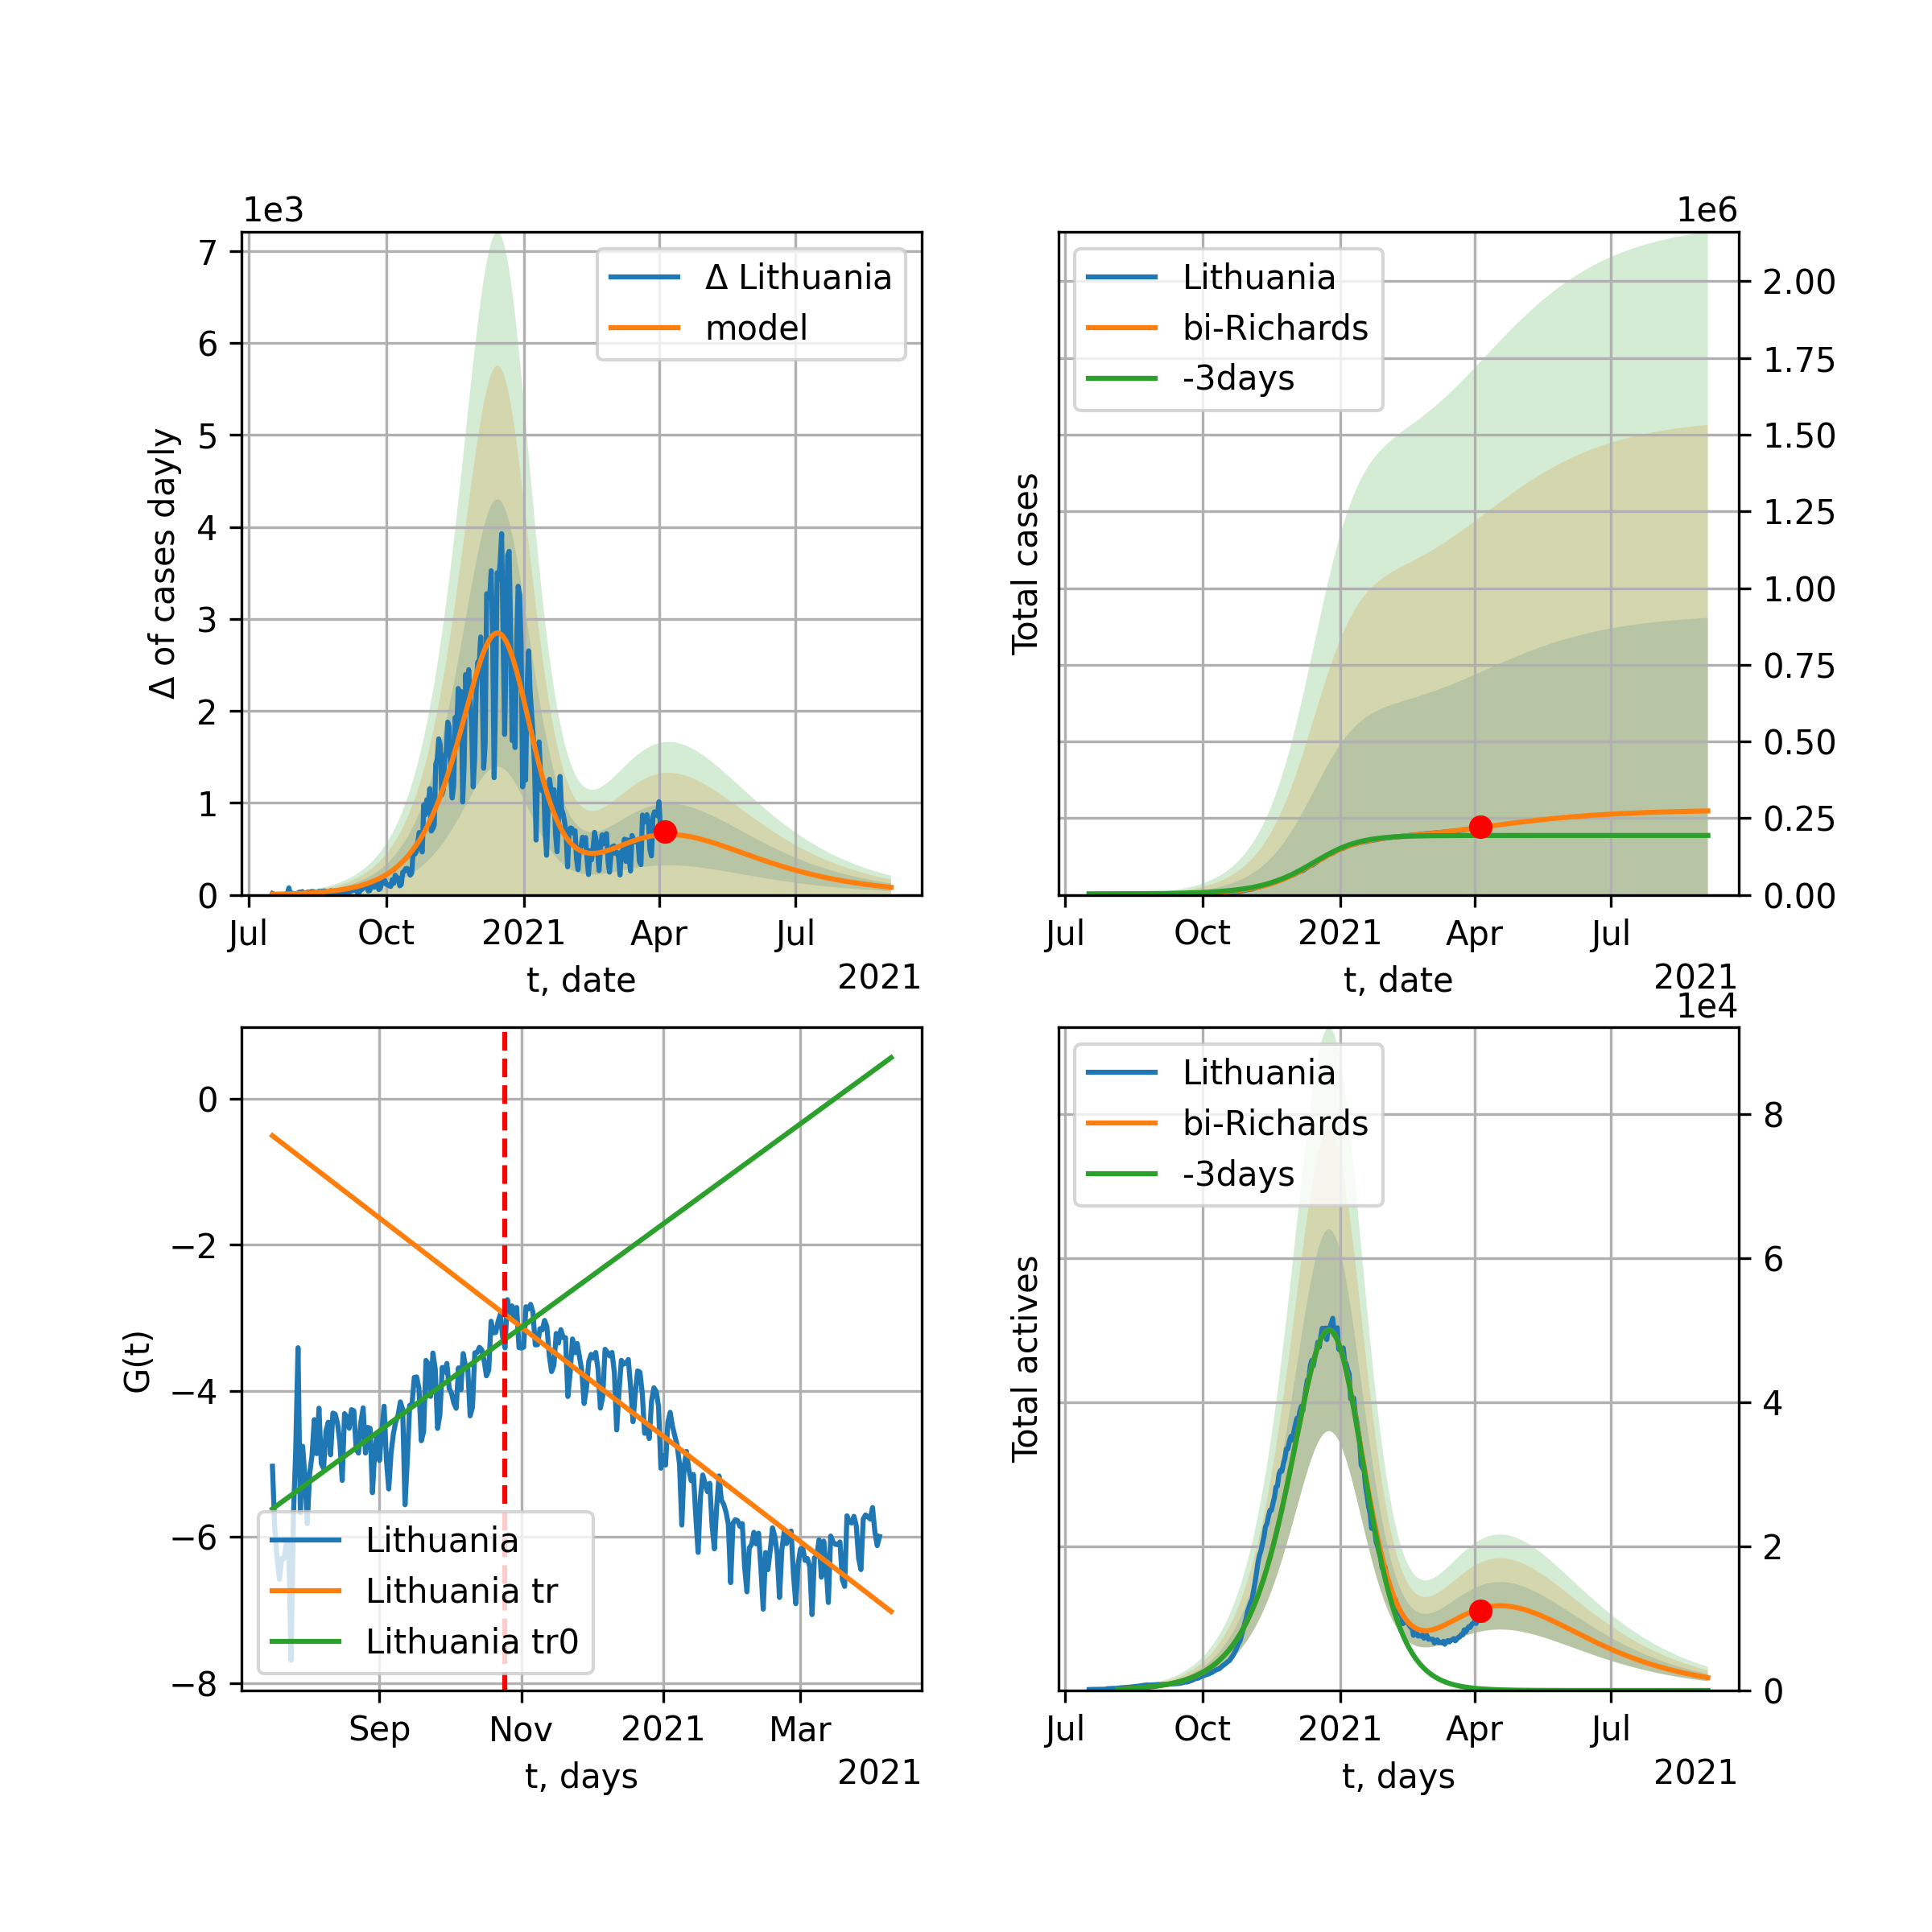 1e3
7
6
5
4
3
2
1
0
Δ of cases dayly
Δ Lithuania
model
Jul
Oct
2021
Apr
Jul
t, date
2021
1e6
Total cases
Lithuania
bi-Richards
-3days
2.00
1.75
1.50
1.25
1.00
0.75
0.50
0.25
0.00
Jul
Oct
2021
Apr
Jul
t, date
2021
0
−2
−4
−6
−8
G(t)
Lithuania
Lithuania tr
Lithuania tr0
Sep
Nov
2021
Mar
t, days
2021
1e4
Total actives
Lithuania
bi-Richards
-3days
8
6
4
2
0
Jul
Oct
2021
Apr
Jul
t, days
2021